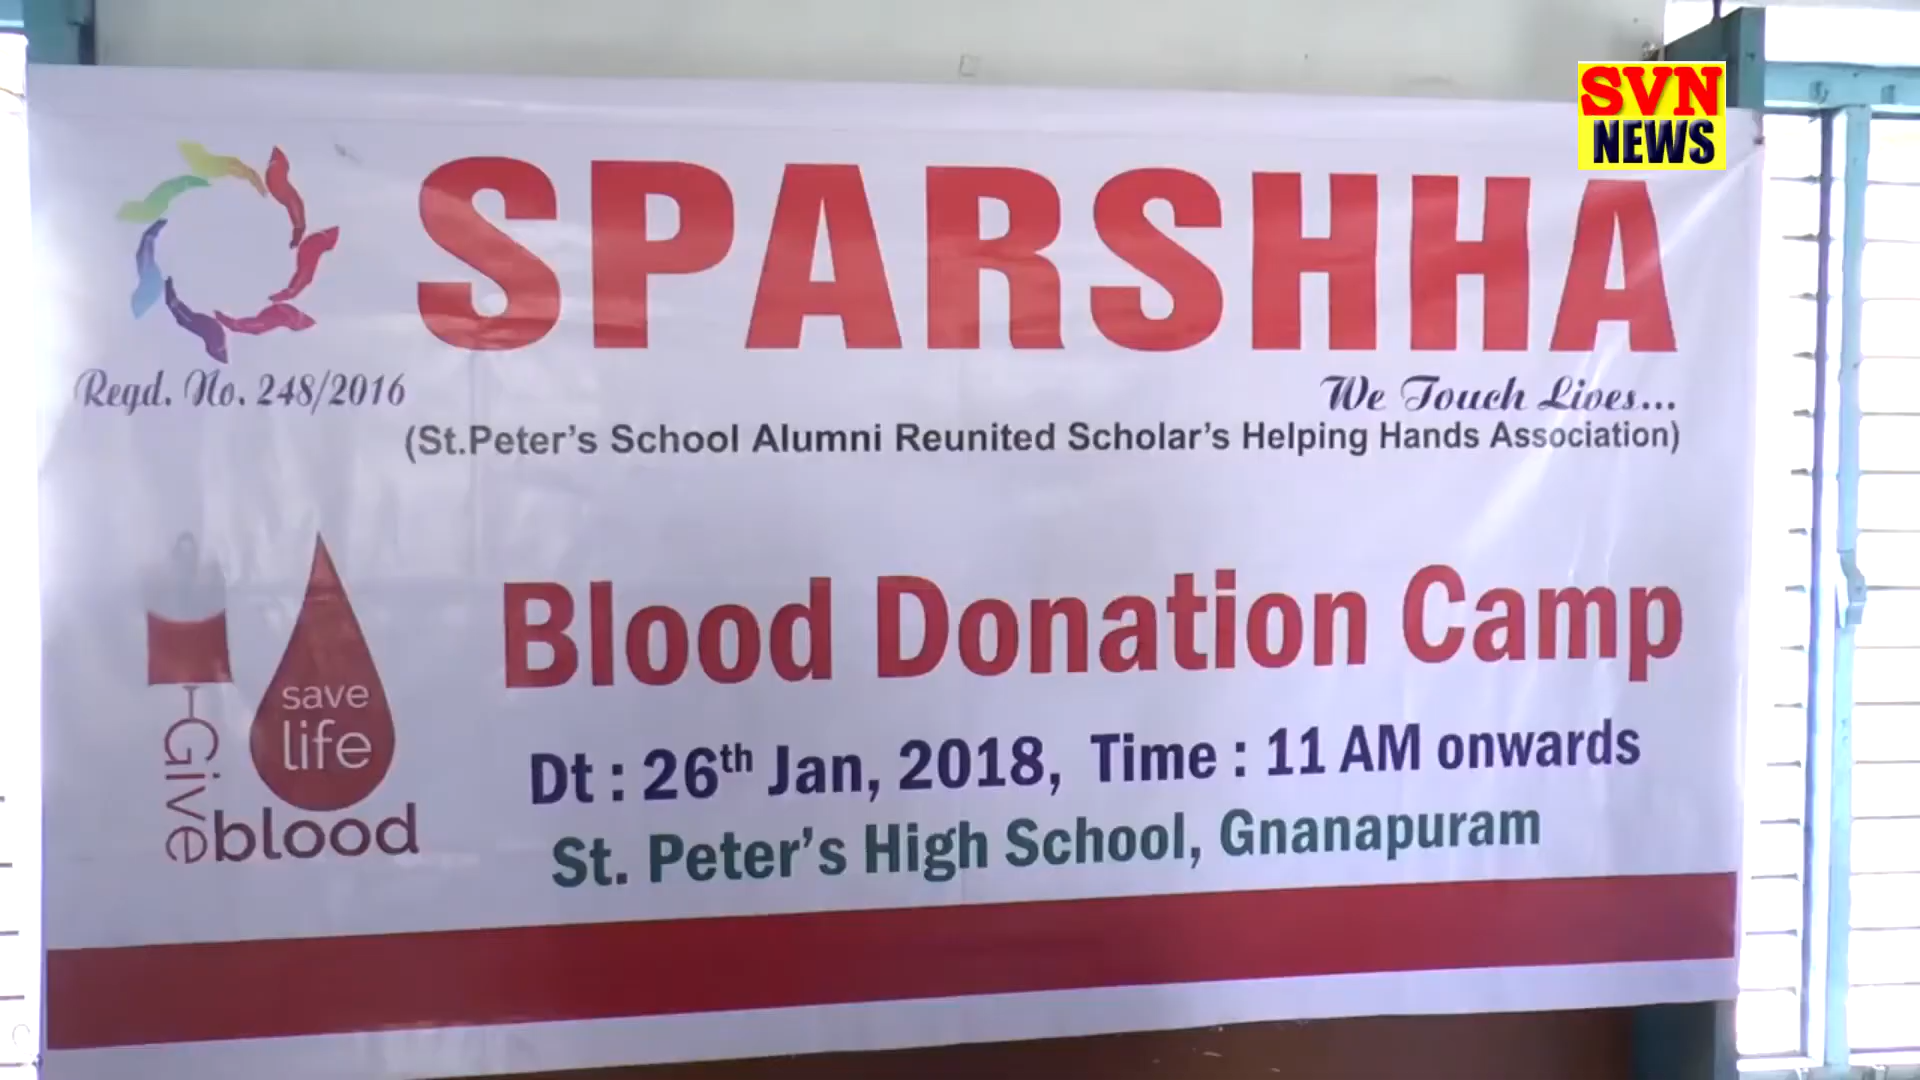 SVN
NEWS
SPARSHHA
Regd. No. 248/2016
We Touch Lives...
(St.Peter's School Alumni Reunited Scholar's Helping Hands Association)
save
life
Give
blood
Blood Donation Camp
Dt : 26th Jan, 2018, Time : 11 AM onwards
St. Peter's High School, Gnanapuram